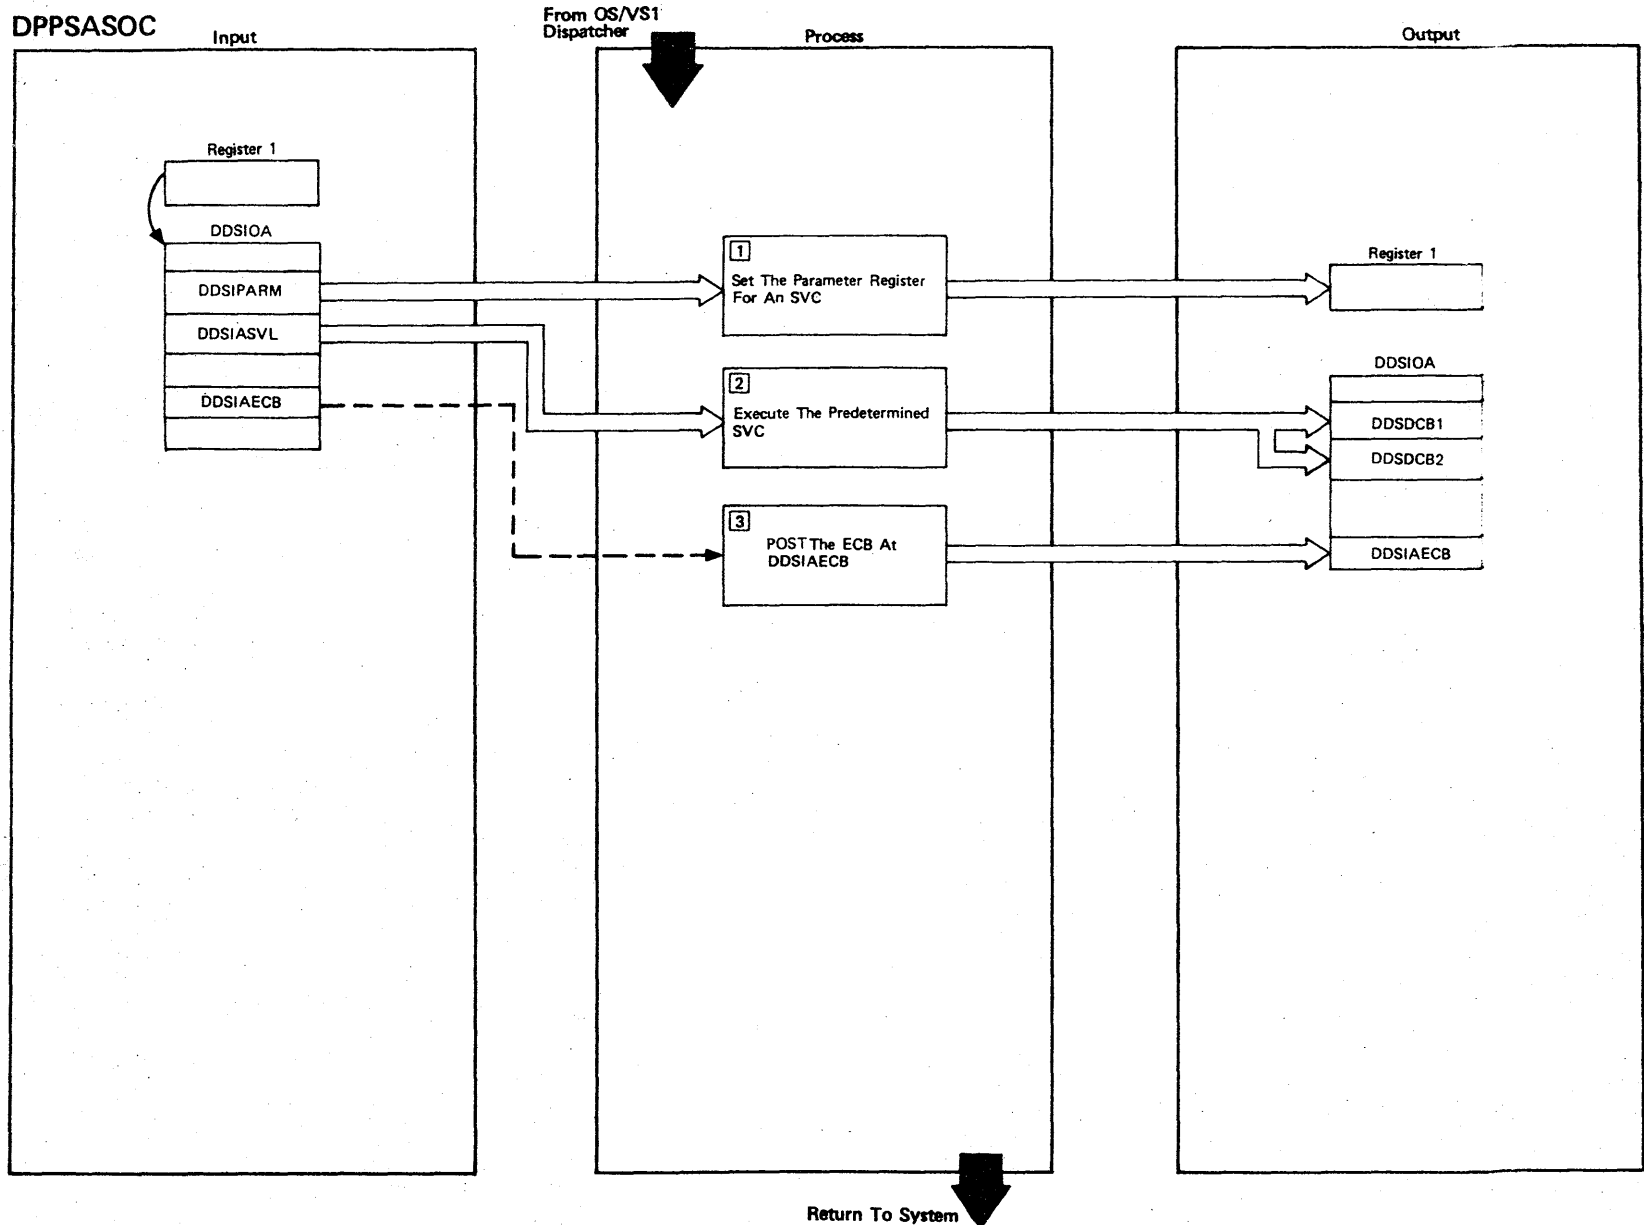 DPPSASOC
Input
From OS/VS1
Dispatcher
Process
Output
Register 1
DDSIOA
DDSIPARM
DDSIASVL
DDSIAECB
1
Set The Parameter Register
For An SVC
2
Execute The Predetermined
SVC
3
POST The ECB At
DDSIAECB
Register 1
DDSIOA
DDSDCB1
DDSDCB2
DDSIAECB
Return To System